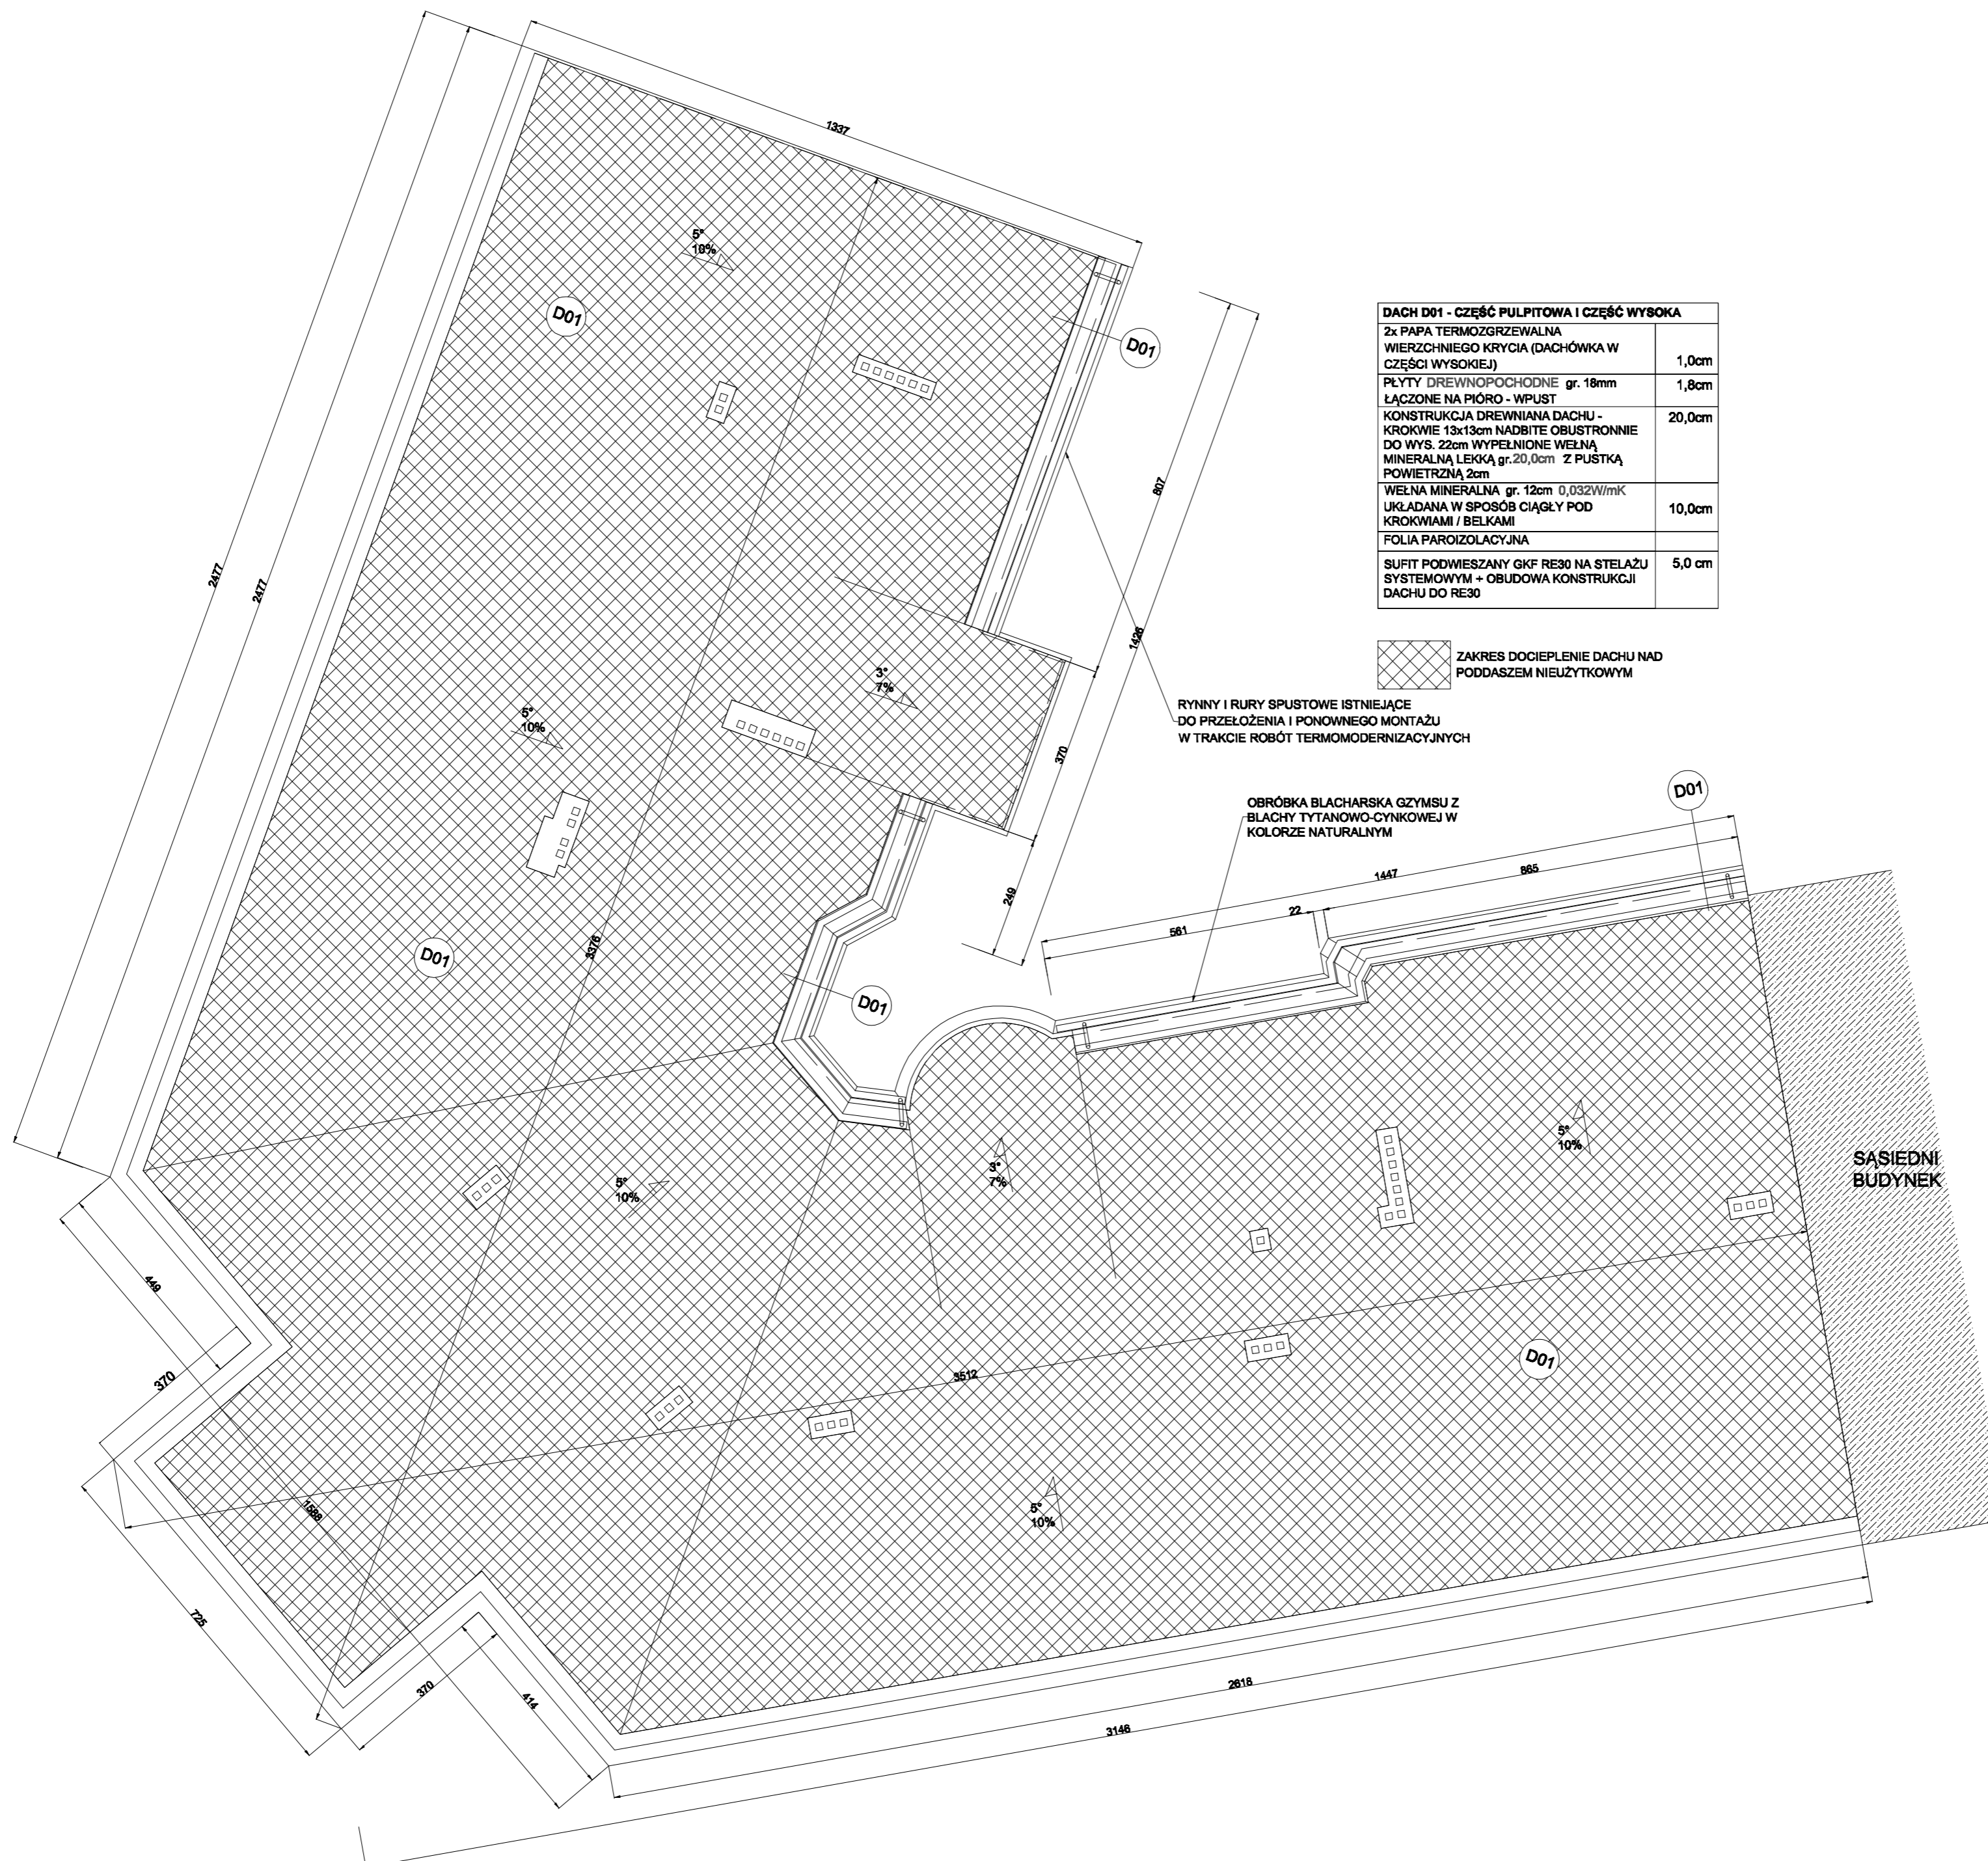 1337
2477
2477
5°
10%
D01
D01
DACH D01 - CZĘŚĆ PULPITOWA I CZĘŚĆ WYSOKA
2x PAPA TERMOZGRZEWALNA
WIERZCHNIEGO KRYCIA (DACHÓWKA W
CZĘŚCI WYSOKIEJ)
1,0cm
PŁYTY DREWNOPOCHODNE gr. 18mm
ŁĄCZONE NA PIÓRO - WPUST
1,8cm
KONSTRUKCJA DREWNIANA DACHU -
KROKWIE 13x13cm NADBITE OBUSTRONNIE
DO WYS. 22cm WYPEŁNIONE WEŁNĄ
MINERALNĄ LEKKĄ gr.20,0cm Z PUSTKĄ
POWIETRZNĄ 2cm
20,0cm
WEŁNA MINERALNA gr. 12cm 0,032W/mK
UKŁADANA W SPOSÓB CIĄGŁY POD
KROKWIAMI / BELKAMI
10,0cm
FOLIA PAROIZOLACYJNA
SUFIT PODWIESZANY GKF RE30 NA STELAŻU
SYSTEMOWYM + OBUDOWA KONSTRUKCJI
DACHU DO RE30
5,0 cm
ZAKRES DOCIEPLENIE DACHU NAD
PODDASZEM NIEUŻYTKOWYM
807
1426
3°
7%
5°
10%
370
RYNNY I RURY SPUSTOWE ISTNIEJĄCE
DO PRZEŁOŻENIA I PONOWNEGO MONTAŻU
W TRAKCIE ROBÓT TERMOMODERNIZACYJNYCH
OBRÓBKA BLACHARSKA GZYMSU Z
BLACHY TYTANOWO-CYNKOWEJ W
KOLORZE NATURALNYM
D01
249
1447
865
22
561
D01
3376
D01
5°
10%
3°
7%
5°
10%
SĄSIEDNI
BUDYNEK
449
370
3512
D01
1588
5°
10%
725
370
414
2618
3146